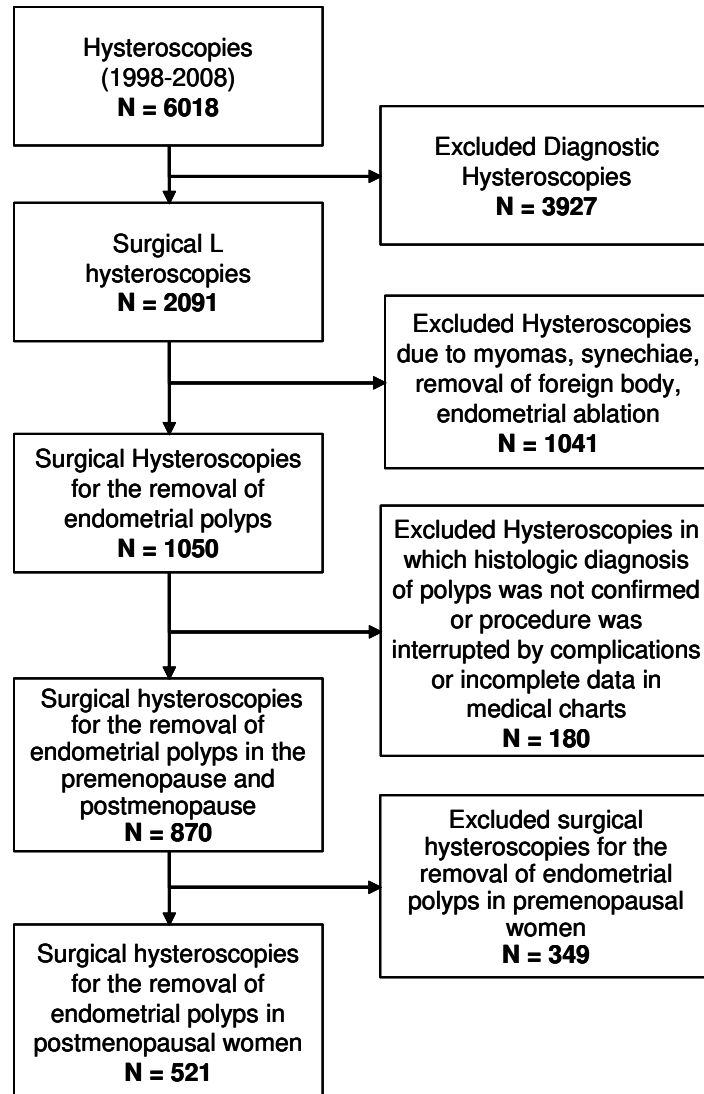 Hysteroscopies
(1998-2008)
N = 6018
Excluded Diagnostic
Hysteroscopies
N = 3927
Surgical L
hysteroscopies
N = 2091
Excluded Hysteroscopies
due to myomas, synechiae,
removal of foreign body,
endometrial ablation
N = 1041
Surgical Hysteroscopies
for the removal of
endometrial polyps
N = 1050
Excluded Hysteroscopies in
which histologic diagnosis
of polyps was not confirmed
or procedure was
interrupted by complications
or incomplete data in
medical charts
N = 180
Surgical hysteroscopies
for the removal of
endometrial polyps in the
premenopause and
postmenopause
N = 870
Excluded surgical
hysteroscopies for the
removal of endometrial
polyps in premenopausal
women
N = 349
Surgical hysteroscopies
for the removal of
endometrial polyps in
postmenopausal women
N = 521